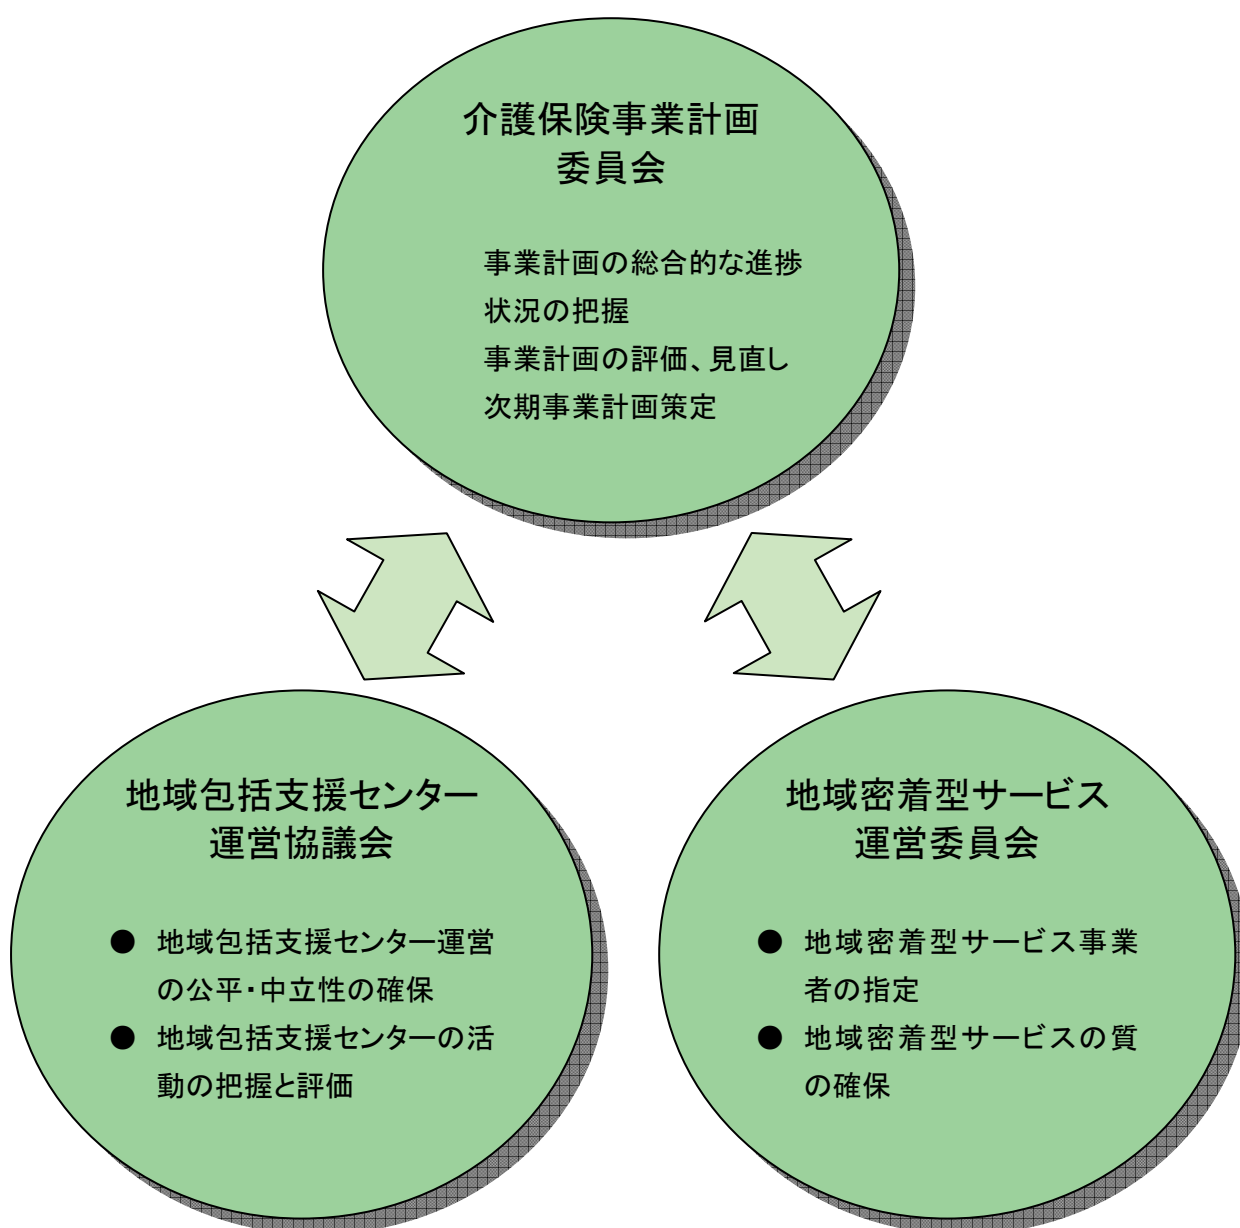 介護保険事業計画
委員会
事業計画の総合的な進捗
状況の把握
事業計画の評価、見直し
次期事業計画策定
地域包括支援センター
運営協議会
● 地域包括支援センター運営
の公平・中立性の確保
● 地域包括支援センターの活
動の把握と評価
地域密着型サービス
運営委員会
● 地域密着型サービス事業
者の指定
● 地域密着型サービスの質
の確保